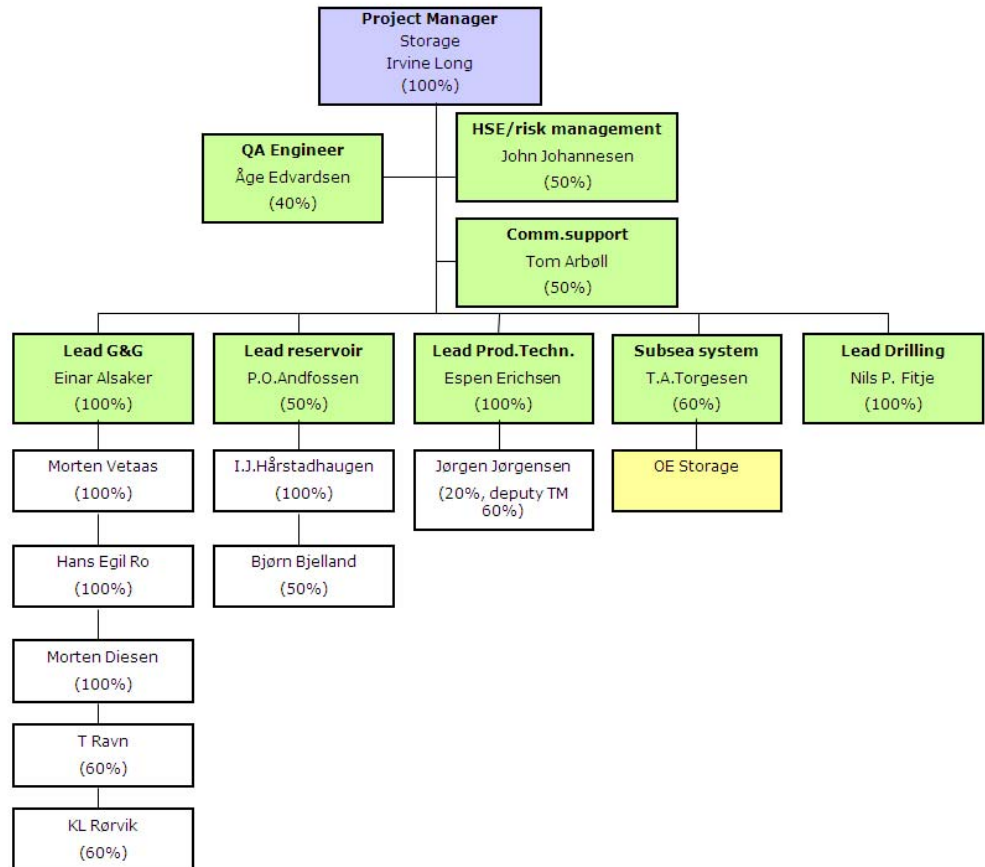 Project Manager
Storage
Irvine Long
(100%)
QA Engineer
Åge Edvardsen
(40%)
HSE/risk management
John Johannesen
(50%)
Comm.support
Tom Arbøll
(50%)
Lead G&G
Einar Alsaker
(100%)
Lead reservoir
P.O.Andfossen
(50%)
Lead Prod.Techn.
Espen Erichsen
(100%)
Subsea system
T.A.Torgesen
(60%)
Lead Drilling
Nils P. Fitje
(100%)
Morten Vetaas
(100%)
I.J.Hårstadhaugen
(100%)
Jørgen Jørgensen
(20%, deputy TM
60%)
OE Storage
Hans Egil Ro
(100%)
Bjørn Bjelland
(50%)
Morten Diesen
(100%)
T Ravn
(60%)
KL Rørvik
(60%)